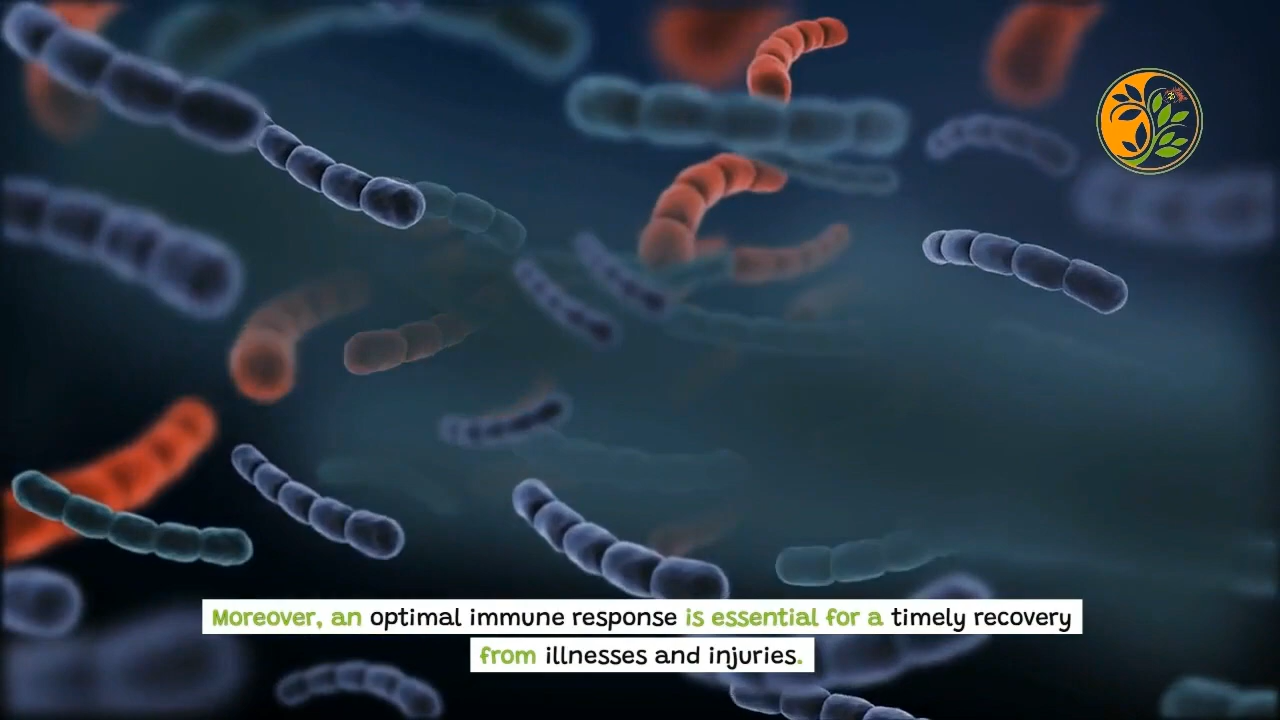 Moreover, an optimal immune response is essential for a timely recovery
from illnesses and injuries.